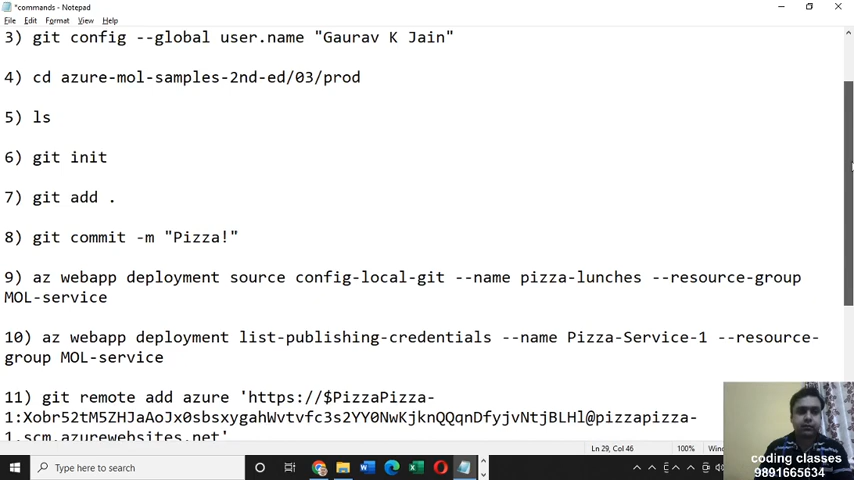 *commands - Notepad
File Edit Format View Help
3) git config --global user.name "Gaurav K Jain"
4) cd azure-mol-samples-2nd-ed/03/prod
5) ls
6) git init
7) git add .
8) git commit -m "Pizza!"
9) az webapp deployment source config-local-git --name pizza-lunches --resource-group
MOL-service
10) az webapp deployment list-publishing-credentials --name Pizza-Service-1 --resource-
group MOL-service
11) git remote add azure 'https://$PizzaPizza-
1:Xobr52tM5ZHJaAoJx0sbsxygahWvtvfc3s2YY0NwKjknQQqnDfyjvNtjBLHl@pizzapizza-
1.scm.azurewebsites.net'
Ln 29, Col 46
100%
Type here to search
coding classes
9891665634